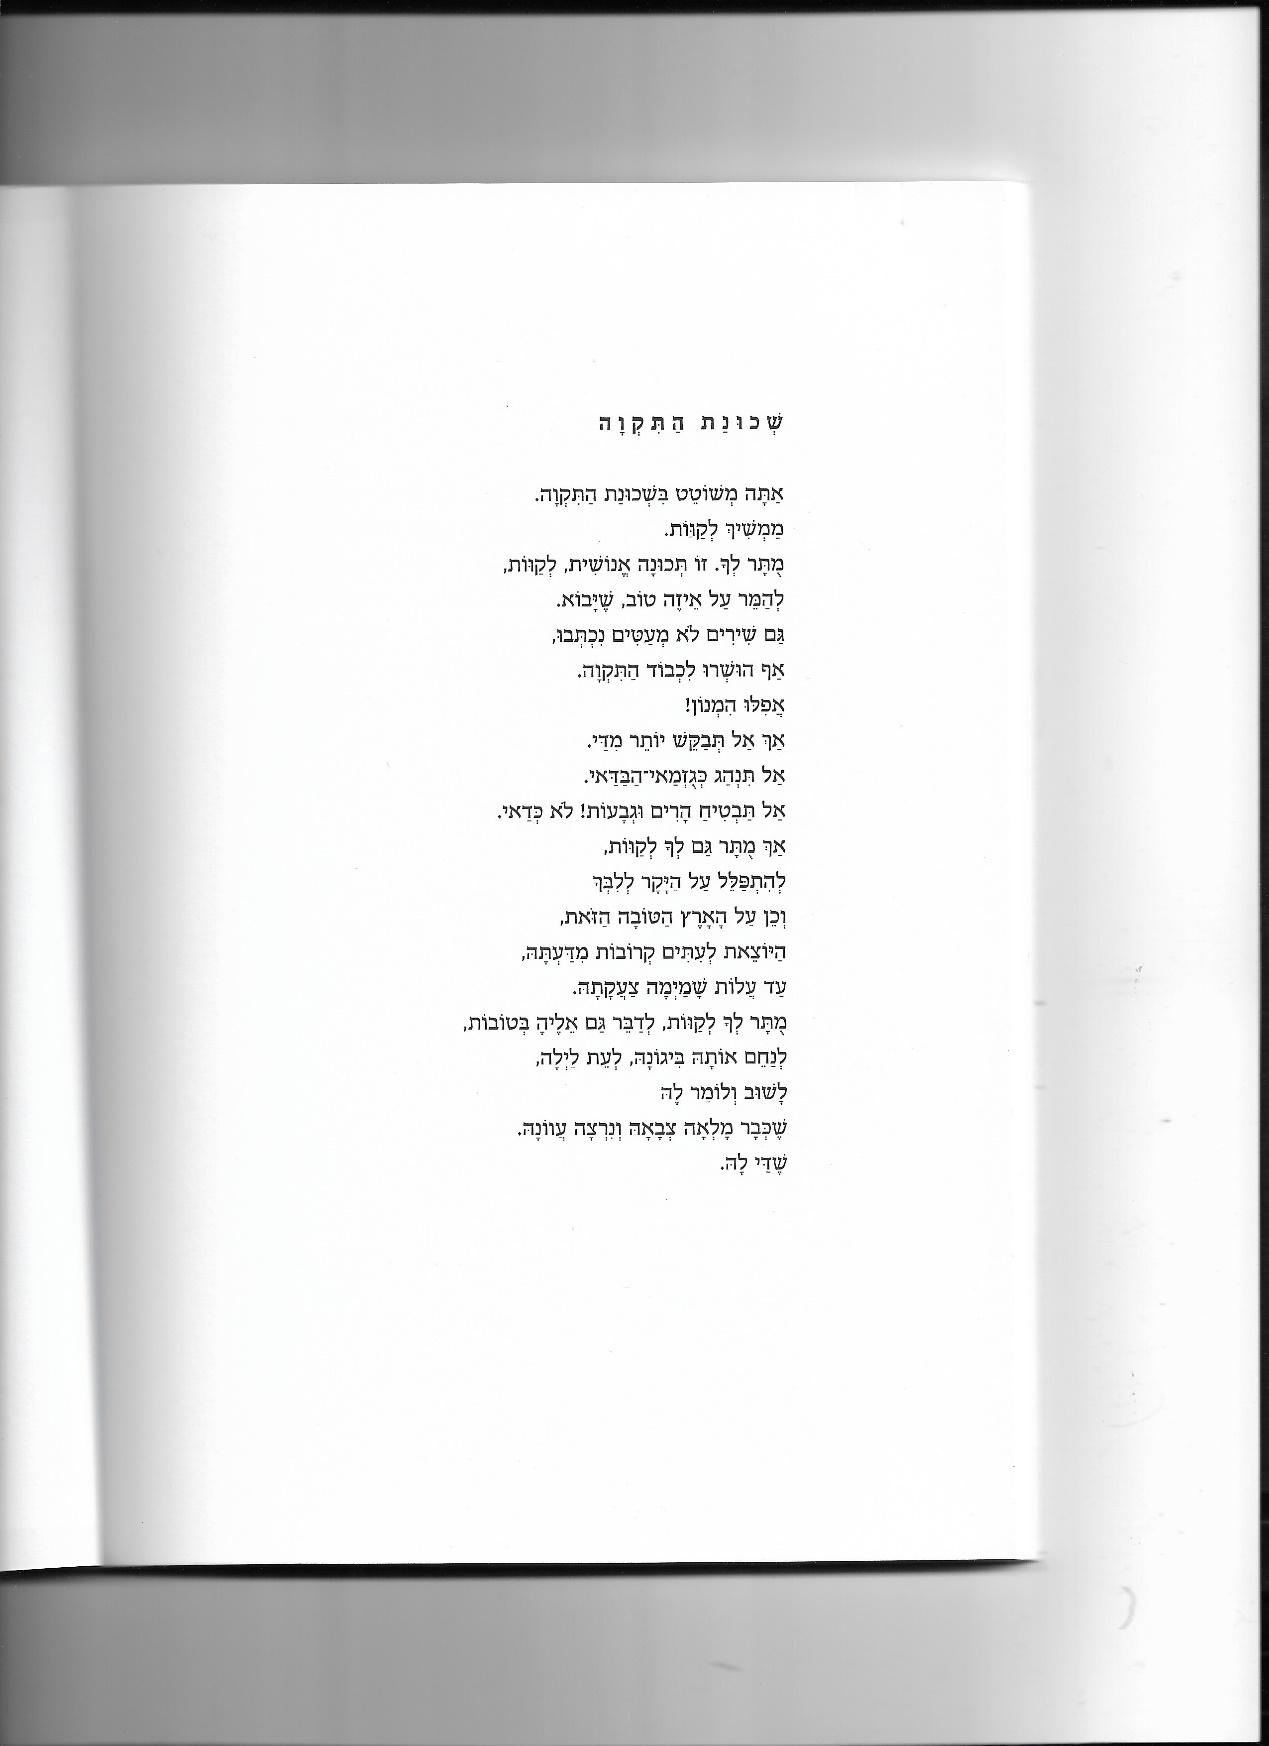 שְׁכוּנַת הַתִּקְוָה
אַתָּה מְשׁוֹטֵט בִּשְׁכוּנַת הַתִּקְוָה.
מַמְשִׁיךְ לְקַוּוֹת.
מֻתָּר לְךָ. זוֹ תְּכוּנָה אֱנוֹשִׁית, לְקַוּוֹת,
לְהַמֵּר עַל אֵיזֶה טוֹב, שֶׁיָּבוֹא.
גַּם שִׁירִים לֹא מְעַטִּים נִכְתְּבוּ,
אַף הוּשְׁרוּ לִכְבוֹד הַתִּקְוָה.
אֲפִלּוּ הִמְנוֹן!
אַךְ אַל תְּבַקֵּשׁ יוֹתֵר מִדַּי.
אַל תִּנְהַג כְּגֻזְמַאי־הַבַּדַּאי.
אַל תַּבְטִיחַ הָרִים וּגְבָעוֹת! לֹא כְּדַאי.
אַךְ מֻתָּר גַּם לְךָ לְקַוּוֹת,
לְהִתְפַּלֵּל עַל הַיָּקָר לְלִבְּךָ
וְכֵן עַל הָאָרֶץ הַטּוֹבָה הַזֹּאת,
הַיּוֹצֵאת לְעִתִּים קְרוֹבוֹת מִדַּעְתָּהּ,
עַד עֲלוֹת שָׁמַיְמָה צַעֲקָתָהּ.
מֻתָּר לְךָ לְקַוּוֹת, לְדַבֵּר גַּם אֵלֶיהָ בְּטוֹבוֹת,
לְנַחֵם אוֹתָהּ בִּיגוֹנָהּ, לְעֵת לַיְלָה,
לָשׁוּב וְלוֹמַר לָהּ
שֶׁכְּבָר מָלְאָה צְבָאָהּ וְנִרְצָה עֲווֹנָהּ.
שֶׁדַּי לָהּ.